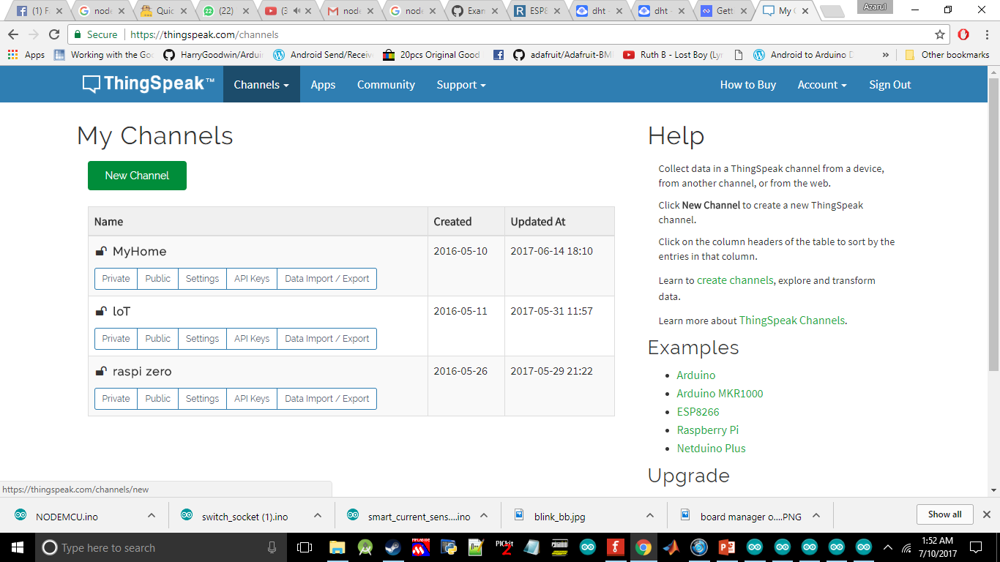 (1) F
node
Quic
(22)
(3
node
node
Exan
ESP8
dht -
dht -
Gett
My C
Azarul
Secure
https://thingspeak.com/channels
Apps
Working with the Go
HarryGoodwin/Ardui
Android Send/Receiv
20pcs Original Good
adafruit/Adafruit-BM
Ruth B - Lost Boy (Lyr
Android to Arduino D
»
Other bookmarks
ThingSpeak™
Channels
Apps
Community
Support
How to Buy
Account
Sign Out
My Channels
New Channel
Name Created Updated At
MyHome 2016-05-10 2017-06-14 18:10
Private Public Settings API Keys Data Import / Export
IoT 2016-05-11 2017-05-31 11:57
Private Public Settings API Keys Data Import / Export
raspi zero 2016-05-26 2017-05-29 21:22
Private Public Settings API Keys Data Import / Export
Help
Collect data in a ThingSpeak channel from a device,
from another channel, or from the web.
Click New Channel to create a new ThingSpeak
channel.
Click on the column headers of the table to sort by the
entries in that column.
Learn to create channels, explore and transform
data.
Learn more about ThingSpeak Channels.
Examples
Arduino
Arduino MKR1000
ESP8266
Raspberry Pi
Netduino Plus
Upgrade
https://thingspeak.com/channels/new
NODEMCU.ino
switch_socket (1).ino
smart_current_sens....ino
blink_bb.jpg
board manager o....PNG
Show all
Type here to search
PICkit
2
1:52 AM
7/10/2017